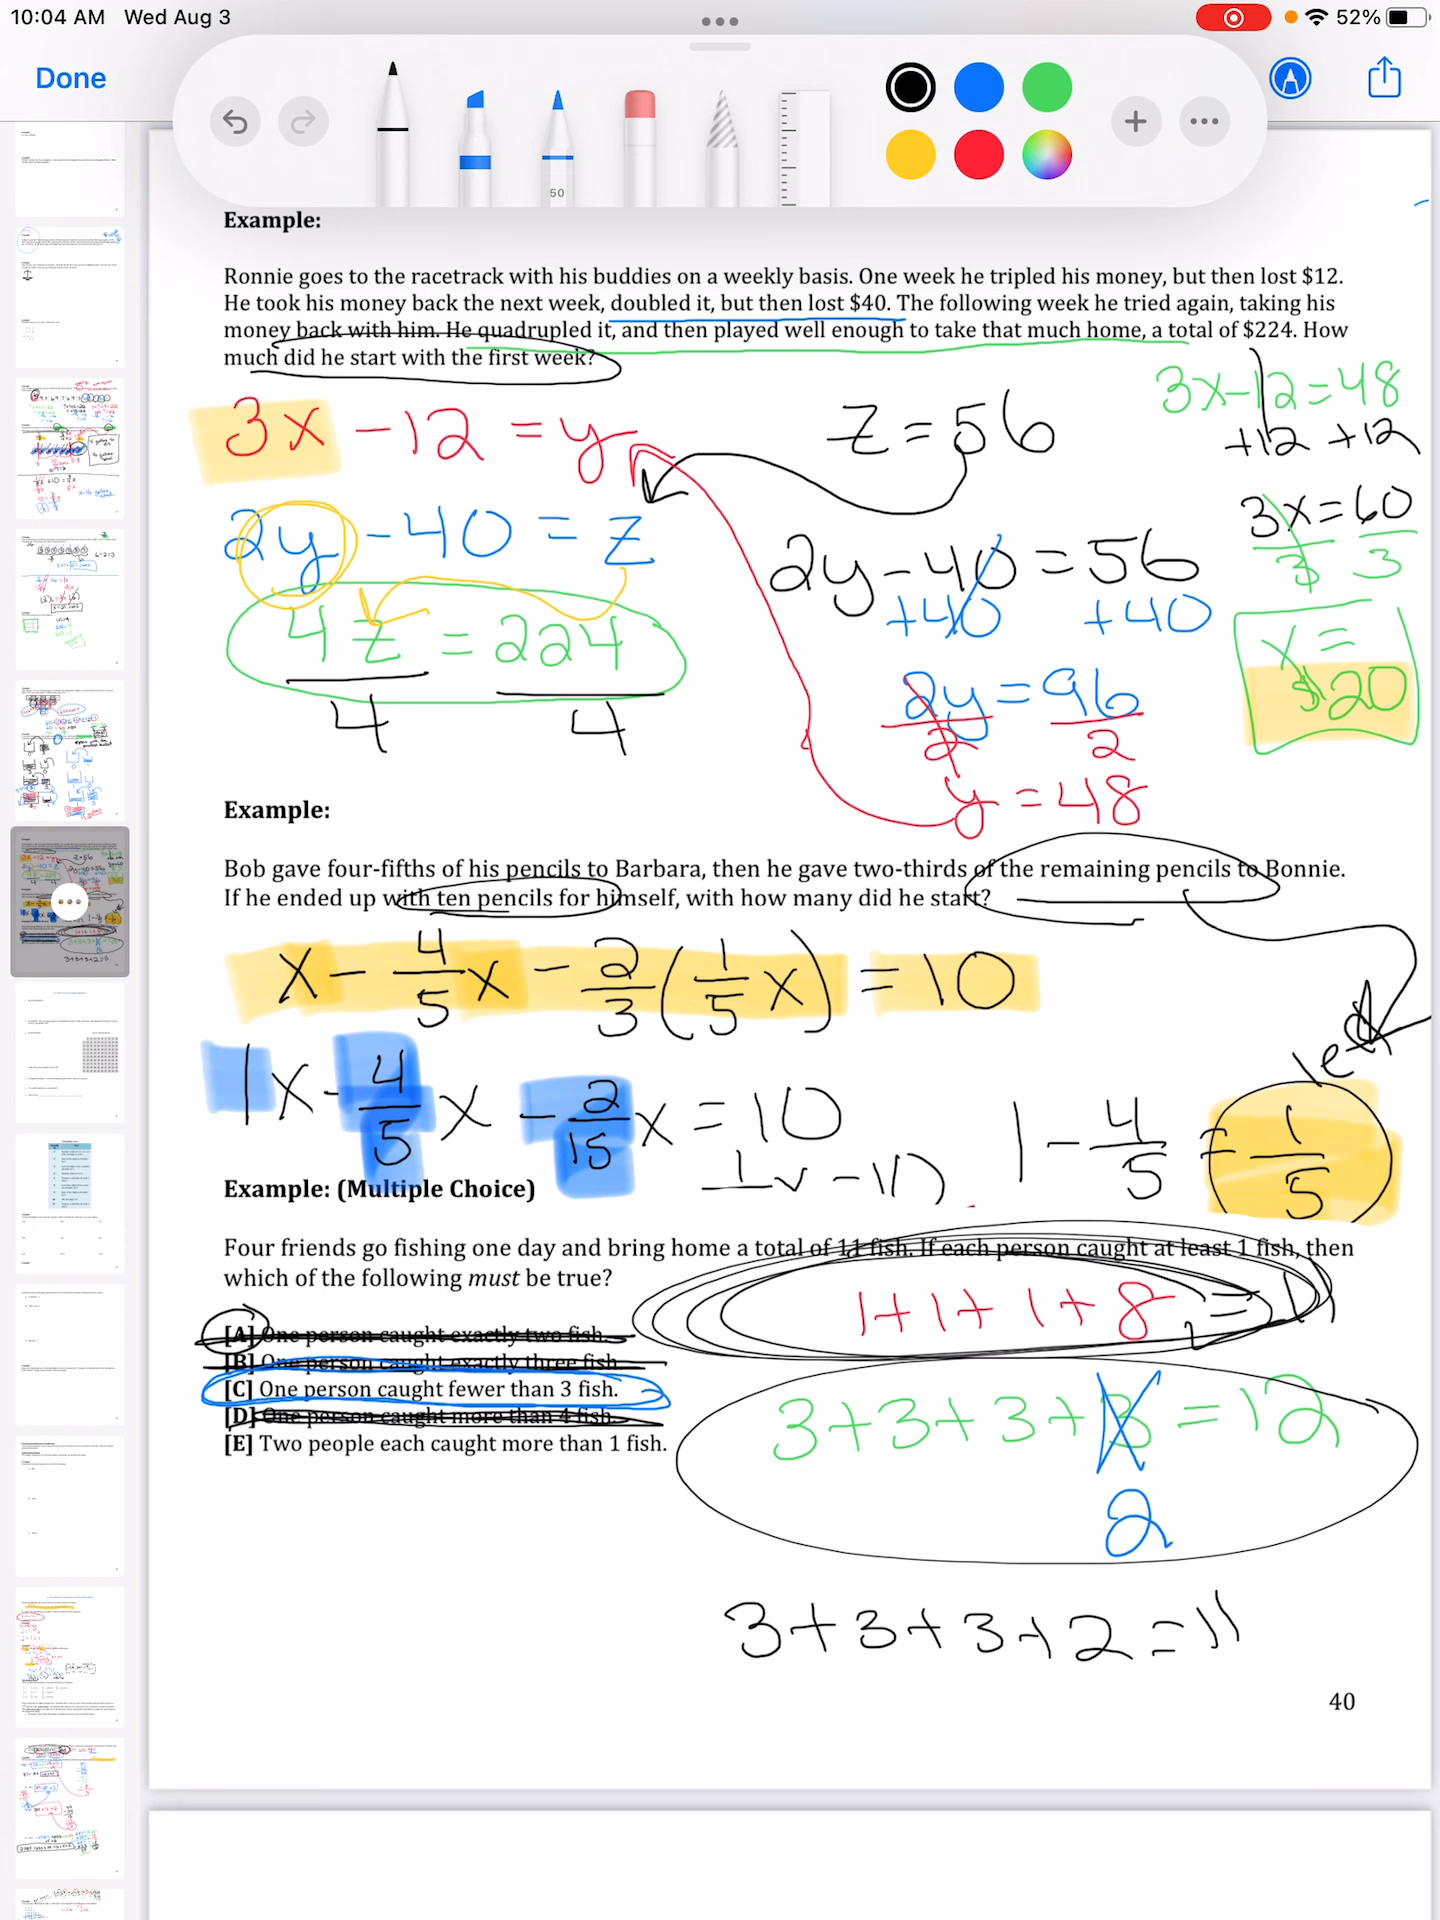 10:04 AM Wed Aug 3
52%
Done
50
Example:
Ronnie goes to the racetrack with his buddies on a weekly basis. One week he tripled his money, but then lost $12.
He took his money back the next week, doubled it, but then lost $40. The following week he tried again, taking his
money back with him. He quadrupled it, and then played well enough to take that much home, a total of $224. How
much did he start with the first week?
3x - 12 = y
z = 56
3x - 12 = 48
+12 +12
2y - 40 = z
2y - 40 = 56
+40 +40
3x = 60
3 3
4z = 224
4 4
2y = 96
2 2
x =
$20
y = 48
Example:
Bob gave four-fifths of his pencils to Barbara, then he gave two-thirds of the remaining pencils to Bonnie.
If he ended up with ten pencils for himself, with how many did he start?
x - 4/5 x - 2/3 (1/5 x) = 10
1x - 4/5 x - 2/15 x = 10
left
1 - 4/5 = 1/5
Example: (Multiple Choice)
Four friends go fishing one day and bring home a total of 11 fish. If each person caught at least 1 fish, then
which of the following must be true?
1 + 1 + 1 + 8 = 11
[A] One person caught exactly two fish.
[B] One person caught exactly three fish.
[C] One person caught fewer than 3 fish.
[D] One person caught more than 4 fish.
[E] Two people each caught more than 1 fish.
3 + 3 + 3 + 3 = 12
2
3 + 3 + 3 + 2 = 11
40